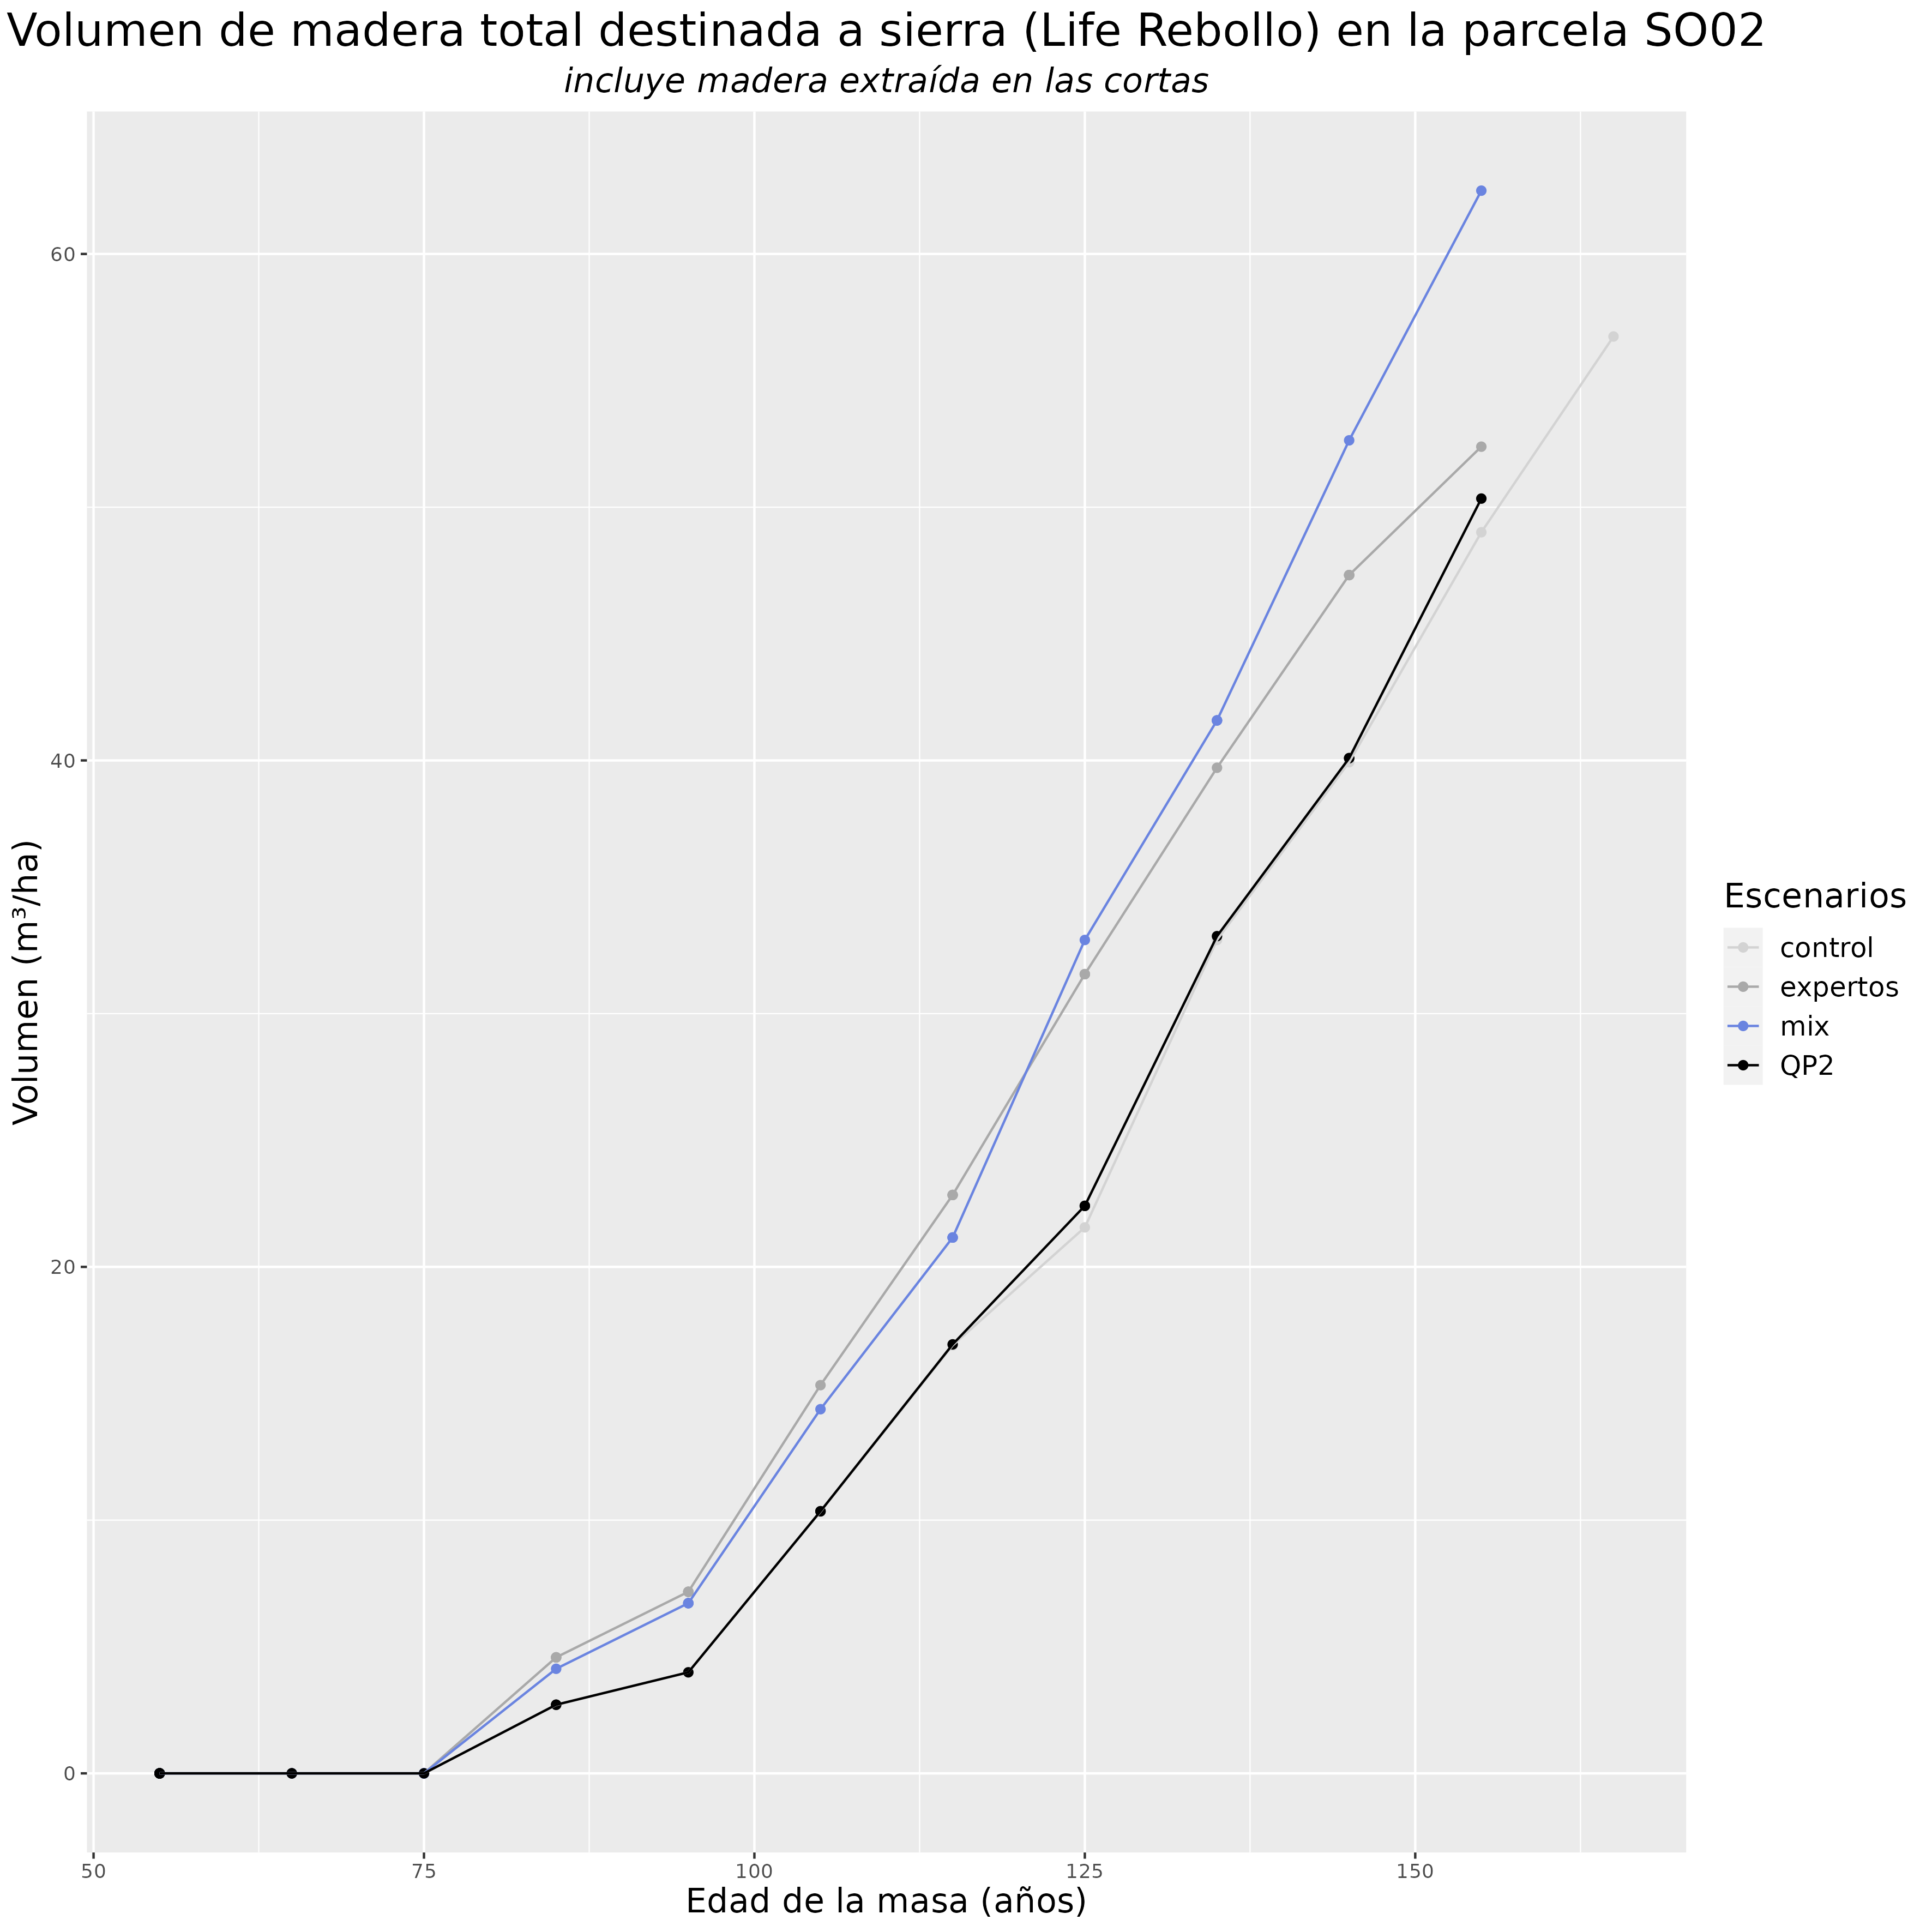 Volumen de madera total destinada a sierra (Life Rebollo) en la parcela SO02
incluye madera extraída en las cortas
Volumen (m³/ha)
60
40
20
0
50 75 100 125 150
Edad de la masa (años)
Escenarios
control
expertos
mix
QP2